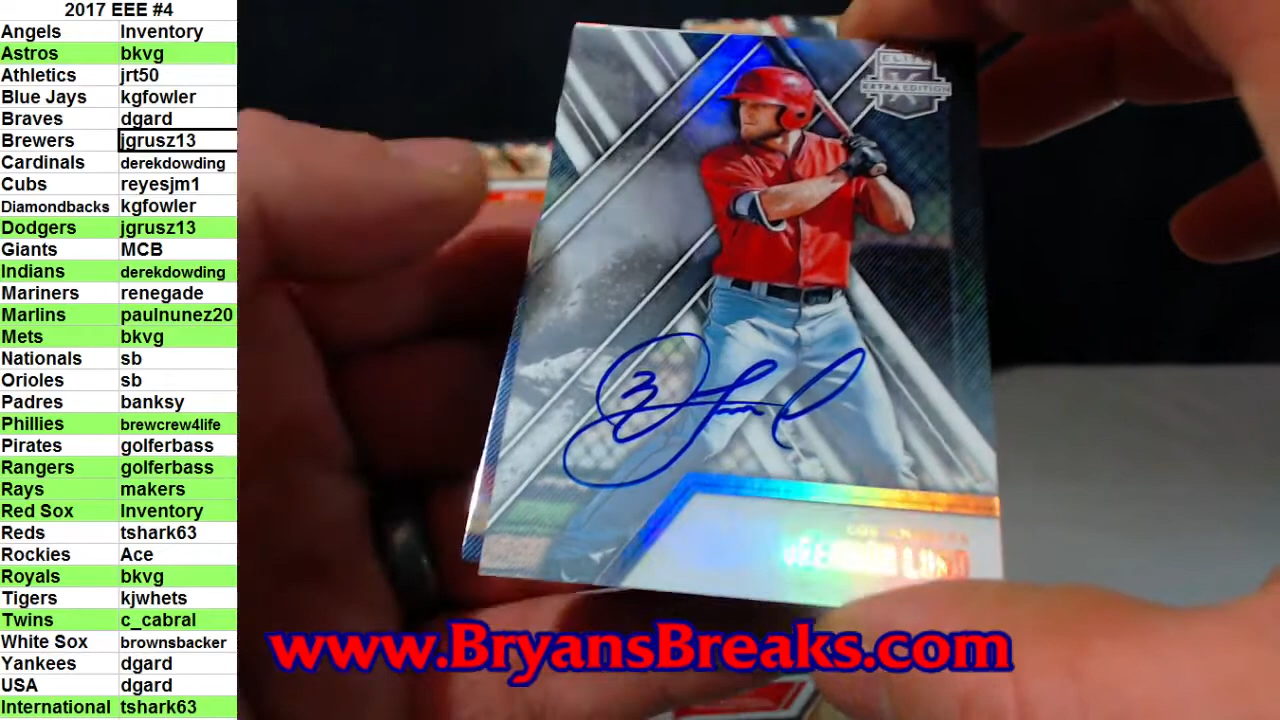 2017 EEE #4
Angels Inventory
Astros bkvg
Athletics jrt50
Blue Jays kgfowler
Braves dgard
Brewers jgrusz13
Cardinals derekdowding
Cubs reyesjm1
Diamondbacks kgfowler
Dodgers jgrusz13
Giants MCB
Indians derekdowding
Mariners renegade
Marlins paulnunez20
Mets bkvg
Nationals sb
Orioles sb
Padres banksy
Phillies brewcrew4life
Pirates golferbass
Rangers golferbass
Rays makers
Red Sox Inventory
Reds tshark63
Rockies Ace
Royals bkvg
Tigers kjwhets
Twins c_cabral
White Sox brownsbacker
Yankees dgard
USA dgard
International tshark63
ELITE
EXTRA EDITION
www.BryansBreaks.com